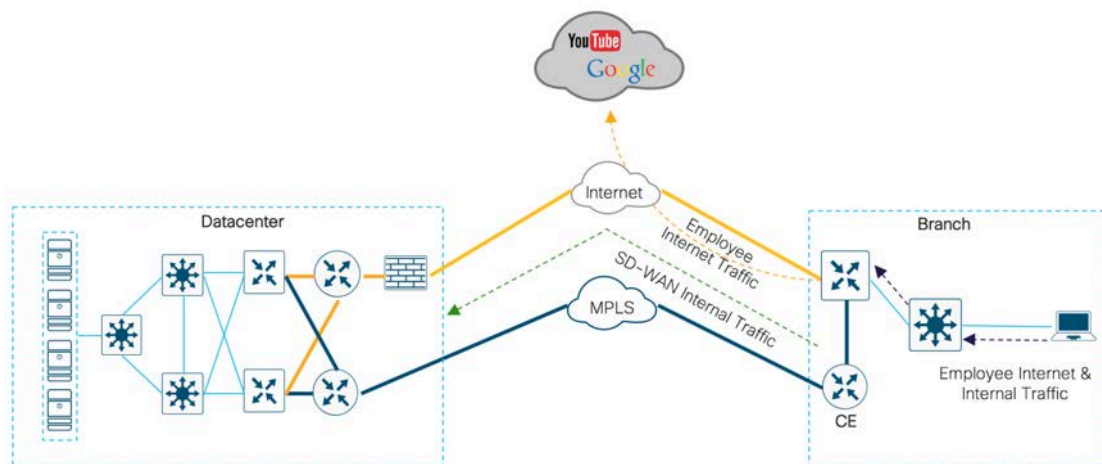 YouTube
Google
Internet
Datacenter
Branch
Employee
Internet Traffic
SD-WAN Internal Traffic
MPLS
CE
Employee Internet &
Internal Traffic